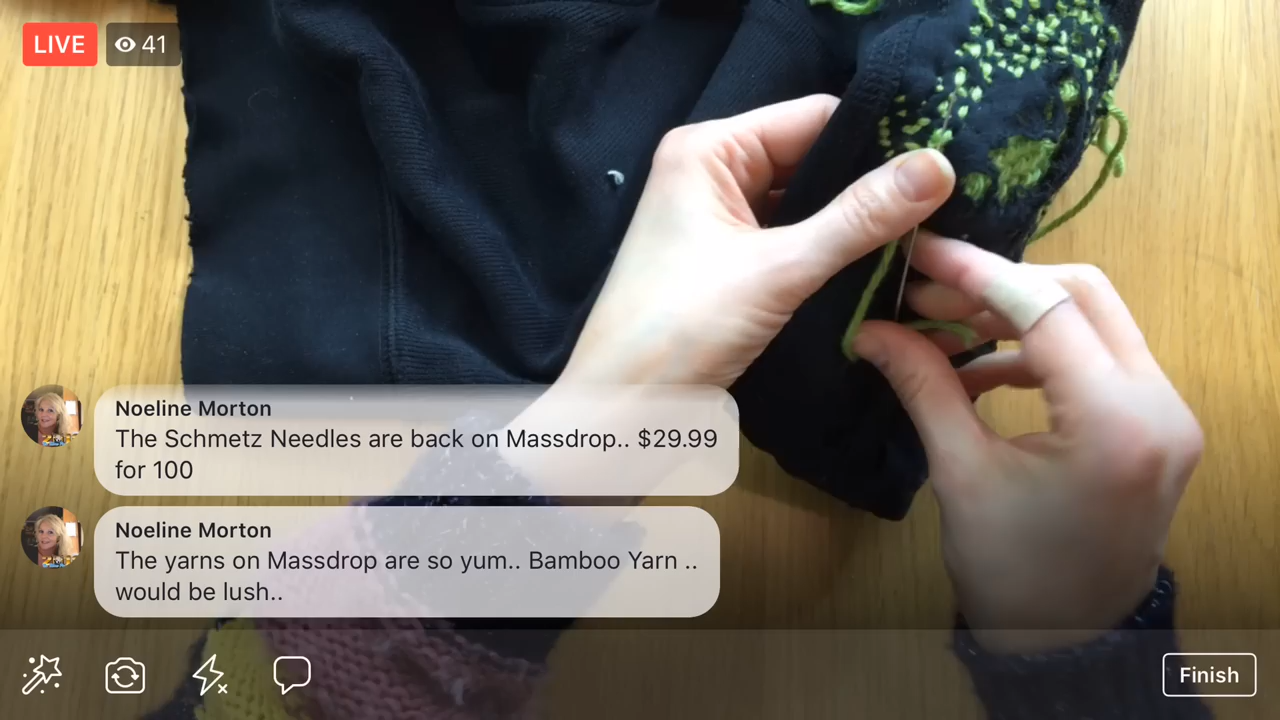 LIVE
41
Noeline Morton
The Schmetz Needles are back on Massdrop.. $29.99
for 100
Noeline Morton
The yarns on Massdrop are so yum.. Bamboo Yarn ..
would be lush..
Finish